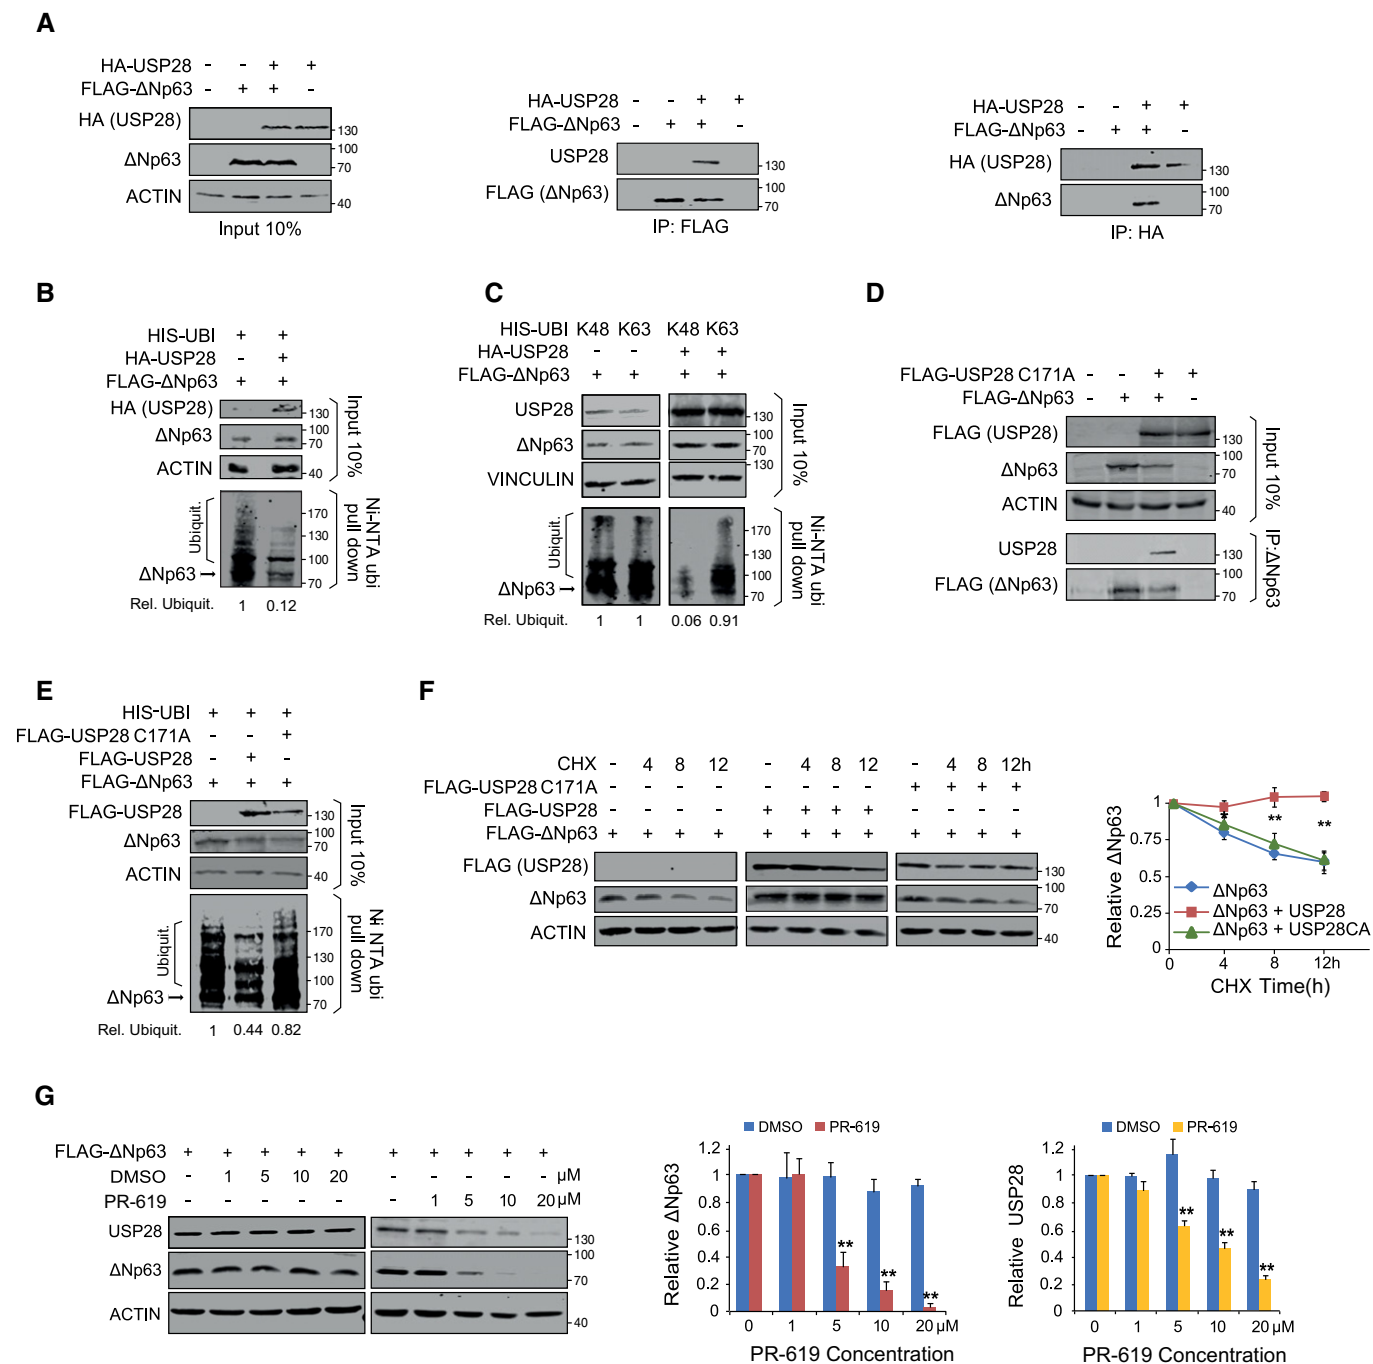 A
HA-USP28 - - + +
FLAG-ΔNp63 - + + -
HA (USP28) 130
ΔNp63 100 70
ACTIN 40
Input 10%
HA-USP28 - - + +
FLAG-ΔNp63 - + + -
USP28 130
FLAG (ΔNp63) 100 70
IP: FLAG
HA-USP28 - - + +
FLAG-ΔNp63 - + + -
HA (USP28) 130
ΔNp63 100 70
IP: HA
B
HIS-UBI + +
HA-USP28 - +
FLAG-ΔNp63 + +
HA (USP28) 130
ΔNp63 100 70
ACTIN 40
Input 10%
Ubiquit. 170 130 100 70
ΔNp63
Ni-NTA ubi pull down
Rel. Ubiquit. 1 0.12
C
HIS-UBI K48 K63 K48 K63
HA-USP28 - - + +
FLAG-ΔNp63 + + + +
USP28 130
ΔNp63 100 70
VINCULIN 130
Input 10%
Ubiquit. 170 130 100 70
ΔNp63
Ni-NTA ubi pull down
Rel. Ubiquit. 1 1 0.06 0.91
D
FLAG-USP28 C171A - - + +
FLAG-ΔNp63 - + + -
FLAG (USP28) 130
ΔNp63 100 70
ACTIN 40
Input 10%
USP28 130
FLAG (ΔNp63) 100 70
IP:ΔNp63
E
HIS-UBI + + +
FLAG-USP28 C171A - - +
FLAG-USP28 - + -
FLAG-ΔNp63 + + +
FLAG-USP28 130
ΔNp63 100 70
ACTIN 40
Input 10%
Ubiquit. 170 130 100 70
ΔNp63
Ni NTA ubi pull down
Rel. Ubiquit. 1 0.44 0.82
F
CHX - 4 8 12 - 4 8 12 - 4 8 12h
FLAG-USP28 C171A - - - - - - - - + + + +
FLAG-USP28 - - - - + + + + - - - -
FLAG-ΔNp63 + + + + + + + + + + + +
FLAG (USP28) 130
ΔNp63 100 70
ACTIN 40
Relative ΔNp63
1
0.75
0.5
0.25
0
* ** **
ΔNp63
ΔNp63 + USP28
ΔNp63 + USP28CA
0 4 8 12h
CHX Time(h)
G
FLAG-ΔNp63 + + + + + + + + + +
DMSO - 1 5 10 20 - - - - - μM
PR-619 - - - - - - 1 5 10 20 μM
USP28 130
ΔNp63 100 70
ACTIN 40
DMSO PR-619
Relative ΔNp63
1.2
1
0.8
0.6
0.4
0.2
0
** ** **
0 1 5 10 20 μM
PR-619 Concentration
DMSO PR-619
Relative USP28
1.2
1
0.8
0.6
0.4
0.2
0
** ** **
0 1 5 10 20 μM
PR-619 Concentration